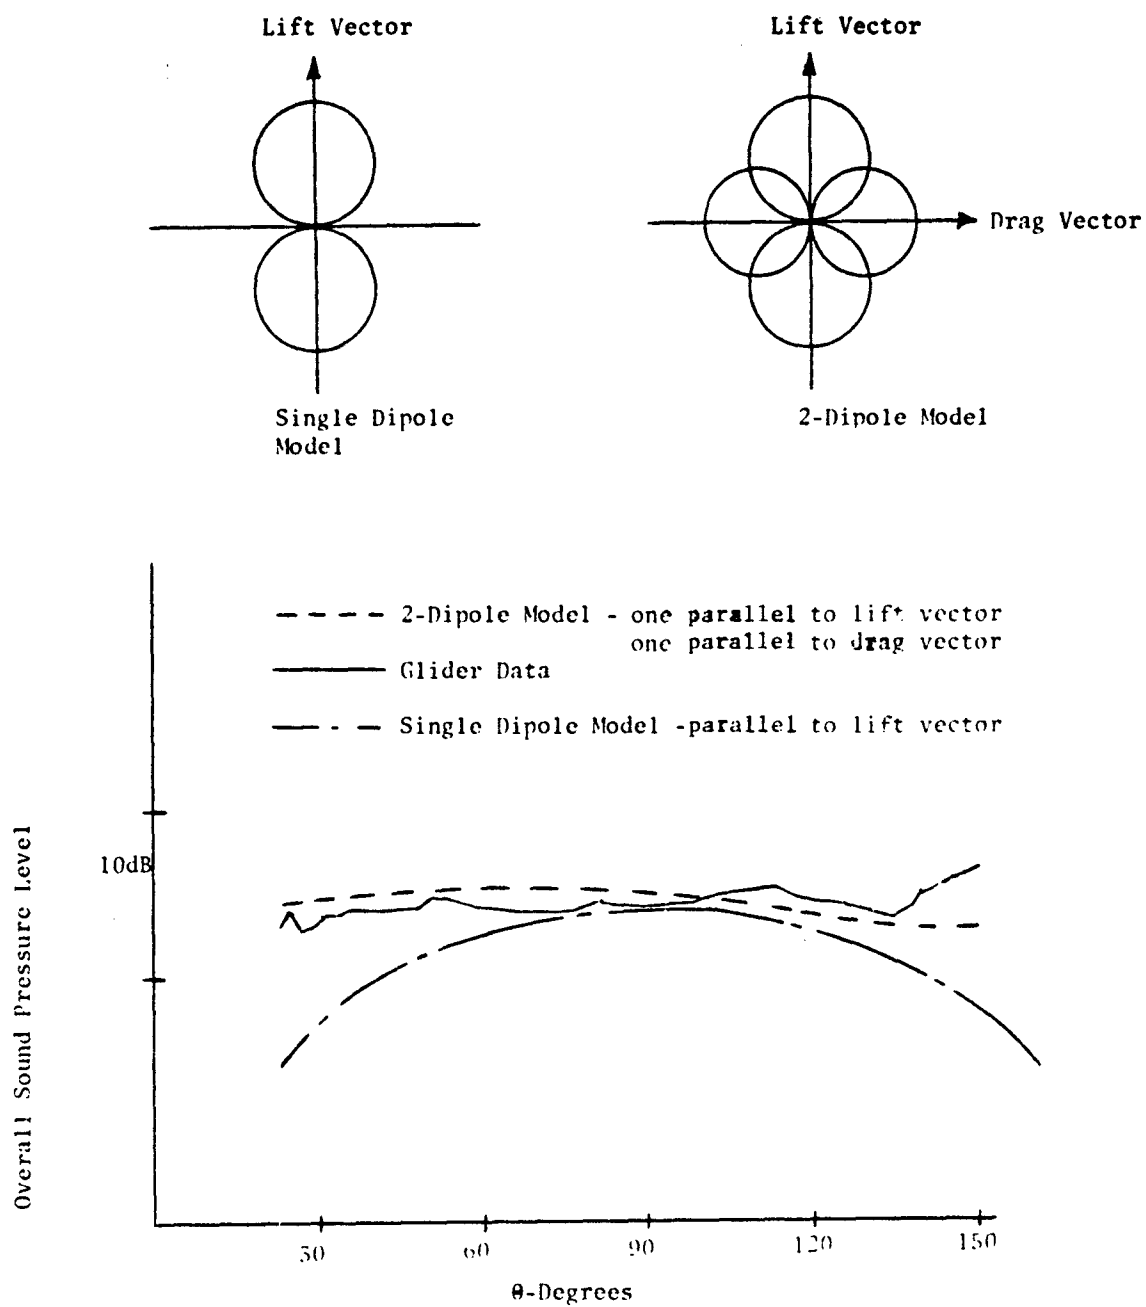 Lift Vector
Lift Vector
Drag Vector
Single Dipole
Model
2-Dipole Model
2-Dipole Model - one parallel to lift vector
one parallel to drag vector
Glider Data
Single Dipole Model -parallel to lift vector
Overall Sound Pressure Level
10dB
30
60
90
120
150
θ-Degrees